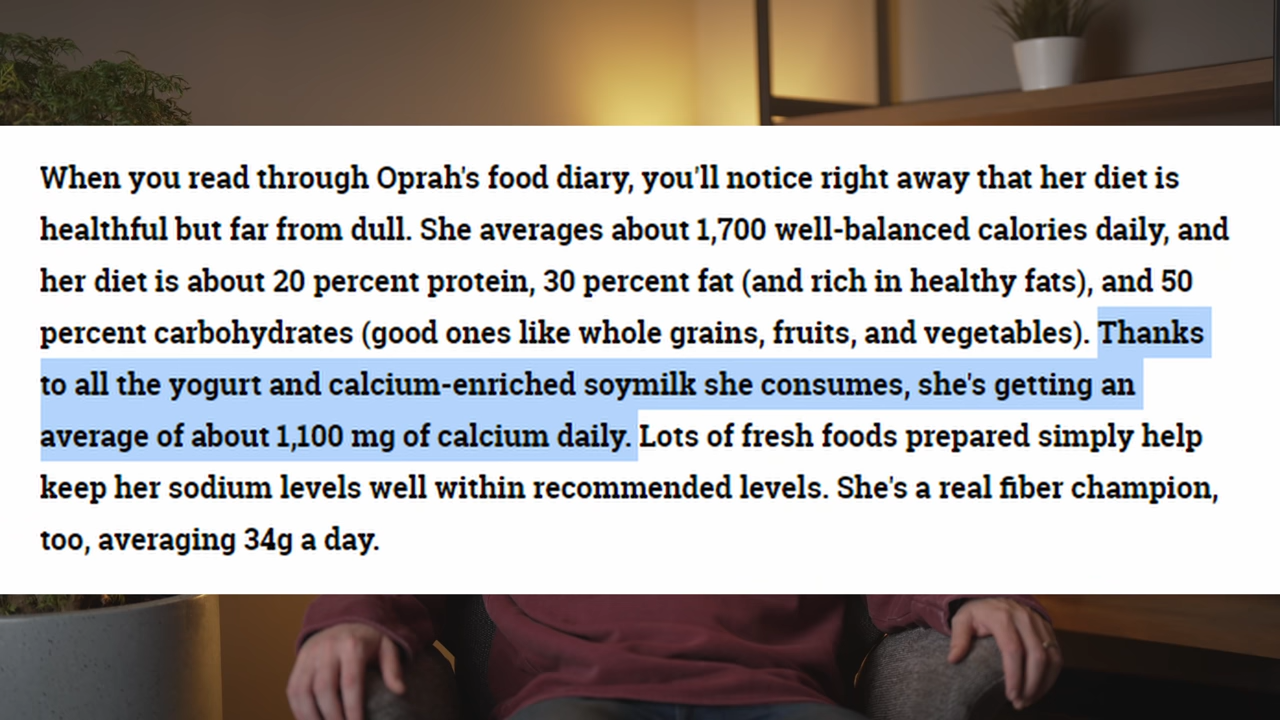 When you read through Oprah's food diary, you'll notice right away that her diet is
healthful but far from dull. She averages about 1,700 well-balanced calories daily, and
her diet is about 20 percent protein, 30 percent fat (and rich in healthy fats), and 50
percent carbohydrates (good ones like whole grains, fruits, and vegetables). Thanks
to all the yogurt and calcium-enriched soymilk she consumes, she's getting an
average of about 1,100 mg of calcium daily. Lots of fresh foods prepared simply help
keep her sodium levels well within recommended levels. She's a real fiber champion,
too, averaging 34g a day.